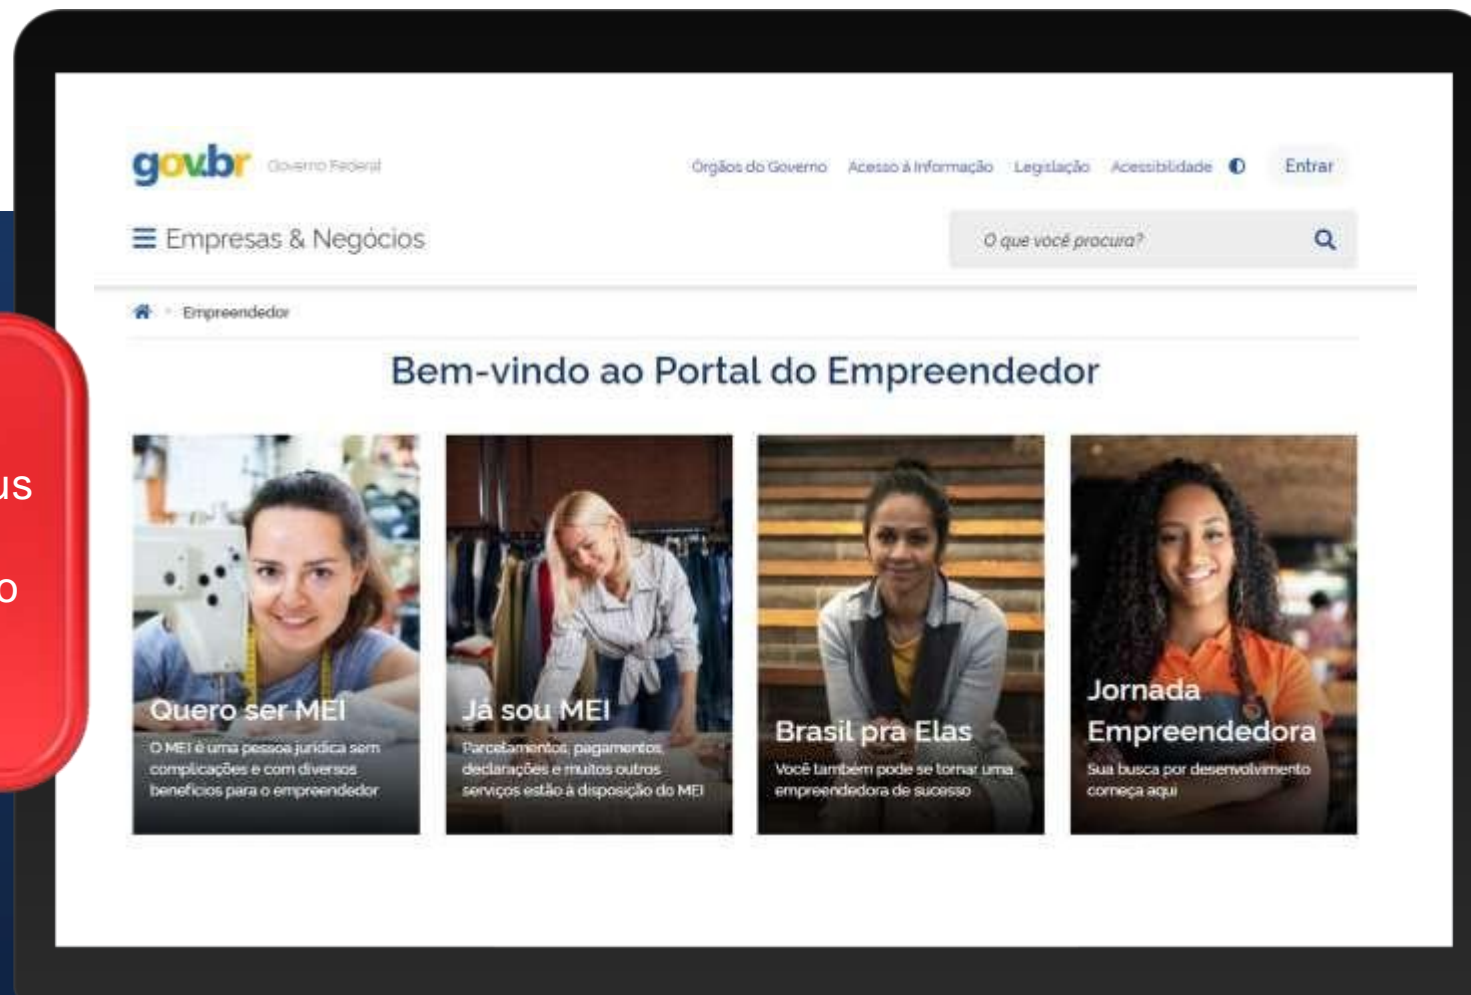 gov.br Governo Federal
Orgãos do Governo Acesso à Informação Legislação Acessibilidade Entrar
Empresas & Negócios
O que você procura?
Empreendedor
Bem-vindo ao Portal do Empreendedor
us
o
Quero ser MEI
O MEI é uma pessoa jurídica sem
complicações e com diversos
benefícios para o empreendedor
Já sou MEI
Parcelamentos, pagamentos,
declarações e muitos outros
serviços estão à disposição do MEI
Brasil pra Elas
Você também pode se tornar uma
empreendedora de sucesso
Jornada
Empreendedora
Sua busca por desenvolvimento
começa aqui